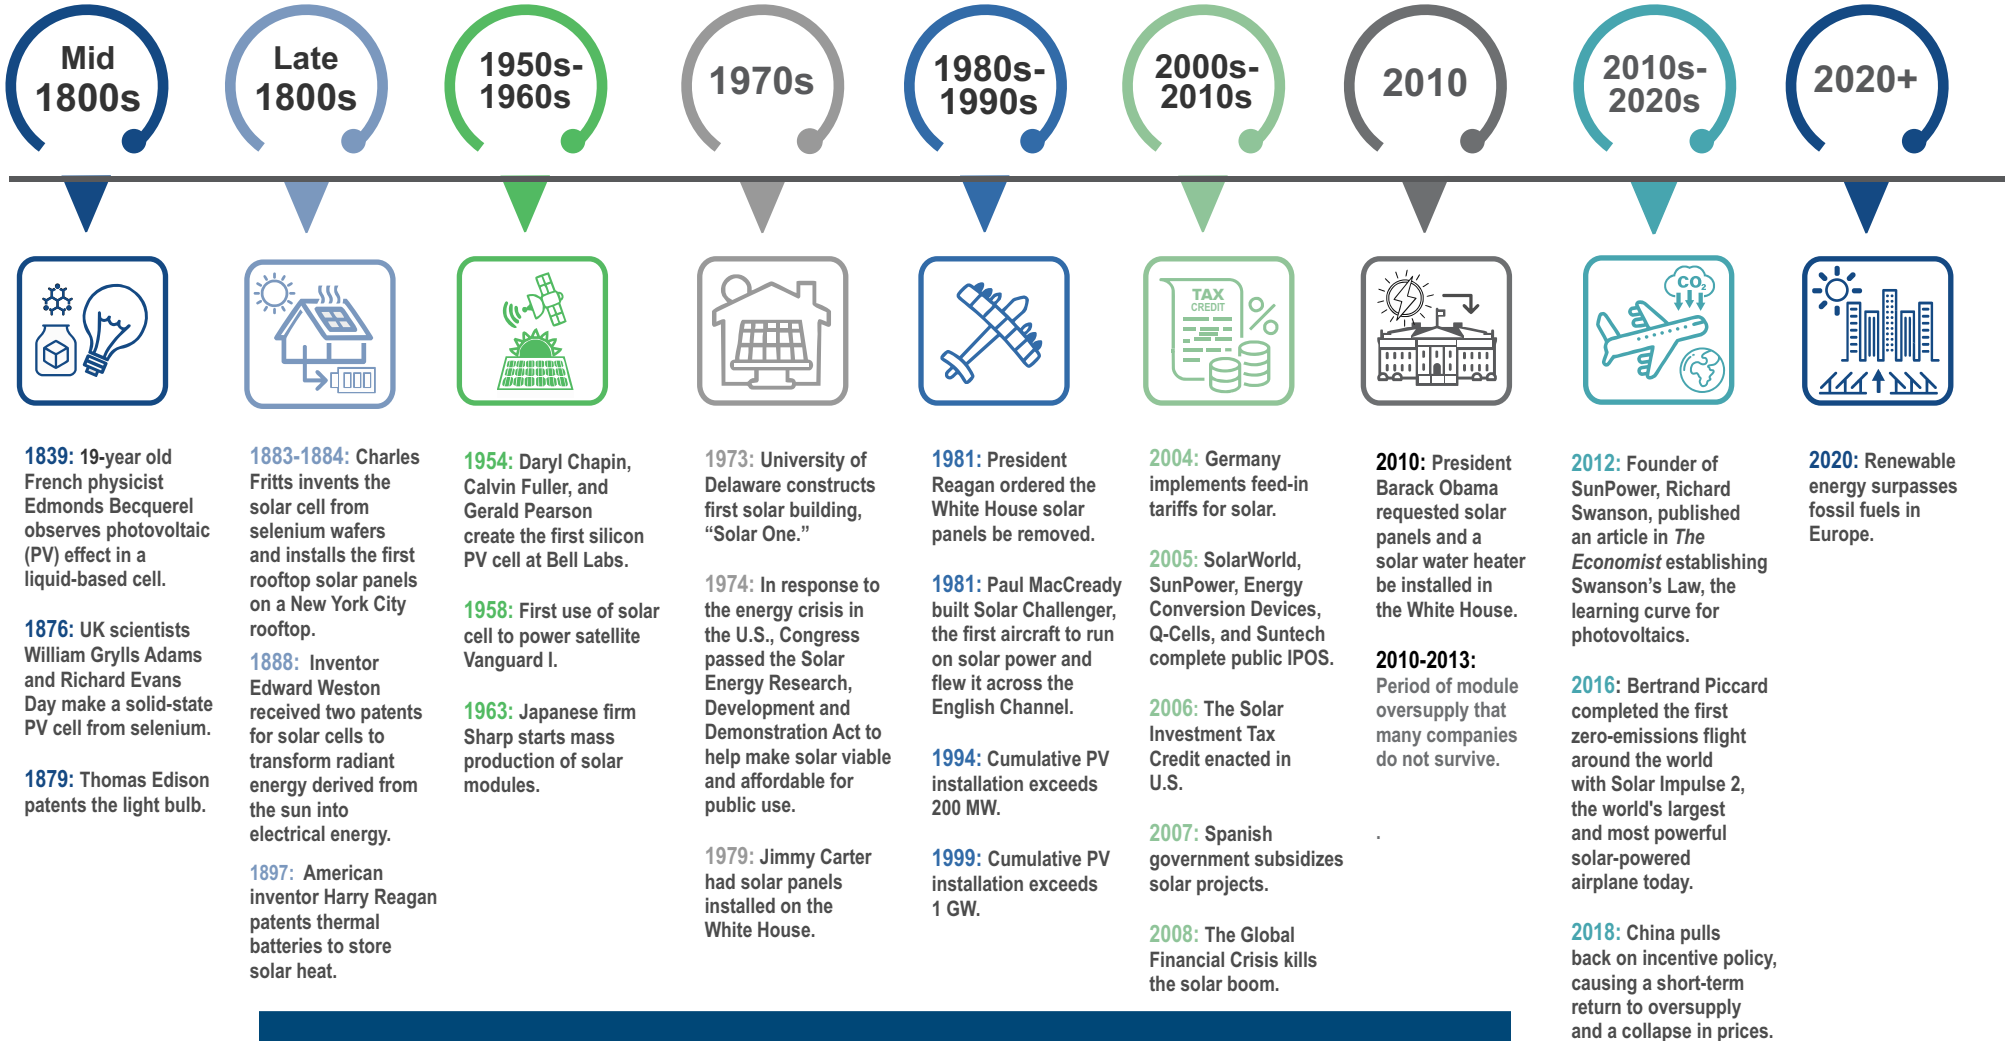 Mid
1800s
Late
1800s
1950s-
1960s
1970s
1980s-
1990s
2000s-
2010s
2010
2010s-
2020s
2020+
TAX
CREDIT
%
CO2
1839: 19-year old
French physicist
Edmonds Becquerel
observes photovoltaic
(PV) effect in a
liquid-based cell.
1876: UK scientists
William Grylls Adams
and Richard Evans
Day make a solid-state
PV cell from selenium.
1879: Thomas Edison
patents the light bulb.
1883-1884: Charles
Fritts invents the
solar cell from
selenium wafers
and installs the first
rooftop solar panels
on a New York City
rooftop.
1888: Inventor
Edward Weston
received two patents
for solar cells to
transform radiant
energy derived from
the sun into
electrical energy.
1897: American
inventor Harry Reagan
patents thermal
batteries to store
solar heat.
1954: Daryl Chapin,
Calvin Fuller, and
Gerald Pearson
create the first silicon
PV cell at Bell Labs.
1958: First use of solar
cell to power satellite
Vanguard I.
1963: Japanese firm
Sharp starts mass
production of solar
modules.
1973: University of
Delaware constructs
first solar building,
“Solar One.”
1974: In response to
the energy crisis in
the U.S., Congress
passed the Solar
Energy Research,
Development and
Demonstration Act to
help make solar viable
and affordable for
public use.
1979: Jimmy Carter
had solar panels
installed on the
White House.
1981: President
Reagan ordered the
White House solar
panels be removed.
1981: Paul MacCready
built Solar Challenger,
the first aircraft to run
on solar power and
flew it across the
English Channel.
1994: Cumulative PV
installation exceeds
200 MW.
1999: Cumulative PV
installation exceeds
1 GW.
2004: Germany
implements feed-in
tariffs for solar.
2005: SolarWorld,
SunPower, Energy
Conversion Devices,
Q-Cells, and Suntech
complete public IPOS.
2006: The Solar
Investment Tax
Credit enacted in
U.S.
2007: Spanish
government subsidizes
solar projects.
2008: The Global
Financial Crisis kills
the solar boom.
2010: President
Barack Obama
requested solar
panels and a
solar water heater
be installed in
the White House.
2010-2013:
Period of module
oversupply that
many companies
do not survive.
.
2012: Founder of
SunPower, Richard
Swanson, published
an article in The
Economist establishing
Swanson’s Law, the
learning curve for
photovoltaics.
2016: Bertrand Piccard
completed the first
zero-emissions flight
around the world
with Solar Impulse 2,
the world's largest
and most powerful
solar-powered
airplane today.
2018: China pulls
back on incentive policy,
causing a short-term
return to oversupply
and a collapse in prices.
2020: Renewable
energy surpasses
fossil fuels in
Europe.